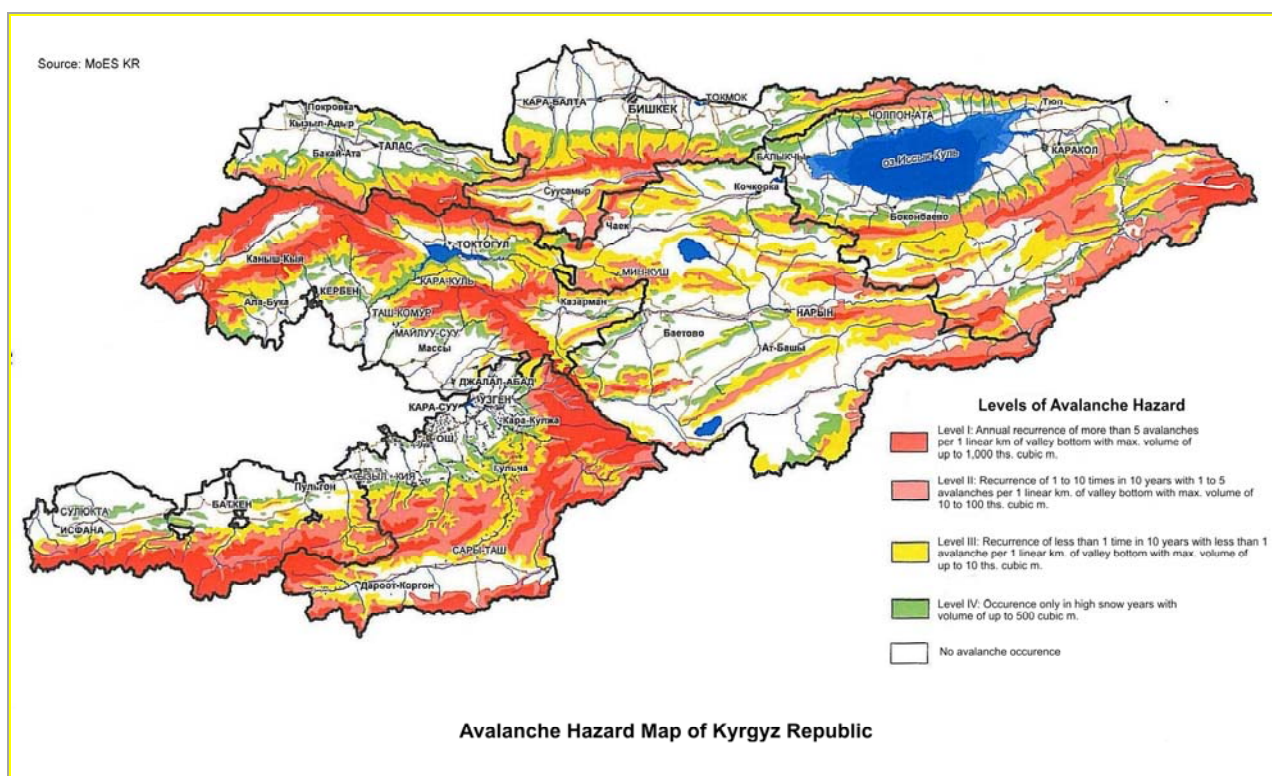 Source: MoES KR
Покровка
Кызыл-Адыр
ТАЛАС
Бакай-Ата
КАРА-БАЛТА
БИШКЕК
ТОКМОК
Тюп
ЧОЛПОН-АТА
КАРАКОЛ
оз.Иссык-Куль
БАЛЫКЧЫ
Кочкорка
Суусамыр
Боконбаево
Чаек
ТОКТОГУЛ
Каныш-Кыя
МИН-КУШ
КАРА-КУЛЬ
КЕРБЕН
Ала-Бука
Казарман
ТАШ-КОМУР
НАРЫН
МАЙЛУУ-СУУ
Баетово
Массы
Ат-Башы
ДЖАЛАЛ-АБАД
УЗГЕН
КАРА-СУУ
Кара-Кулжа
ОШ
Гульча
КЫЗЫЛ-КИЯ
Пульгон
БАТКЕН
СУЛЮКТА
ИСФАНА
САРЫ-ТАШ
Дароот-Коргон
Levels of Avalanche Hazard
Level I: Annual recurrence of more than 5 avalanches
per 1 linear km of valley bottom with max. volume of
up to 1,000 ths. cubic m.
Level II: Recurrence of 1 to 10 times in 10 years with 1 to 5
avalanches per 1 linear km. of valley bottom with max. volume of
10 to 100 ths. cubic m.
Level III: Recurrence of less than 1 time in 10 years with less than 1
avalanche per 1 linear km. of valley bottom with max. volume of
up to 10 ths. cubic m.
Level IV: Occurence only in high snow years with
volume of up to 500 cubic m.
No avalanche occurence
Avalanche Hazard Map of Kyrgyz Republic